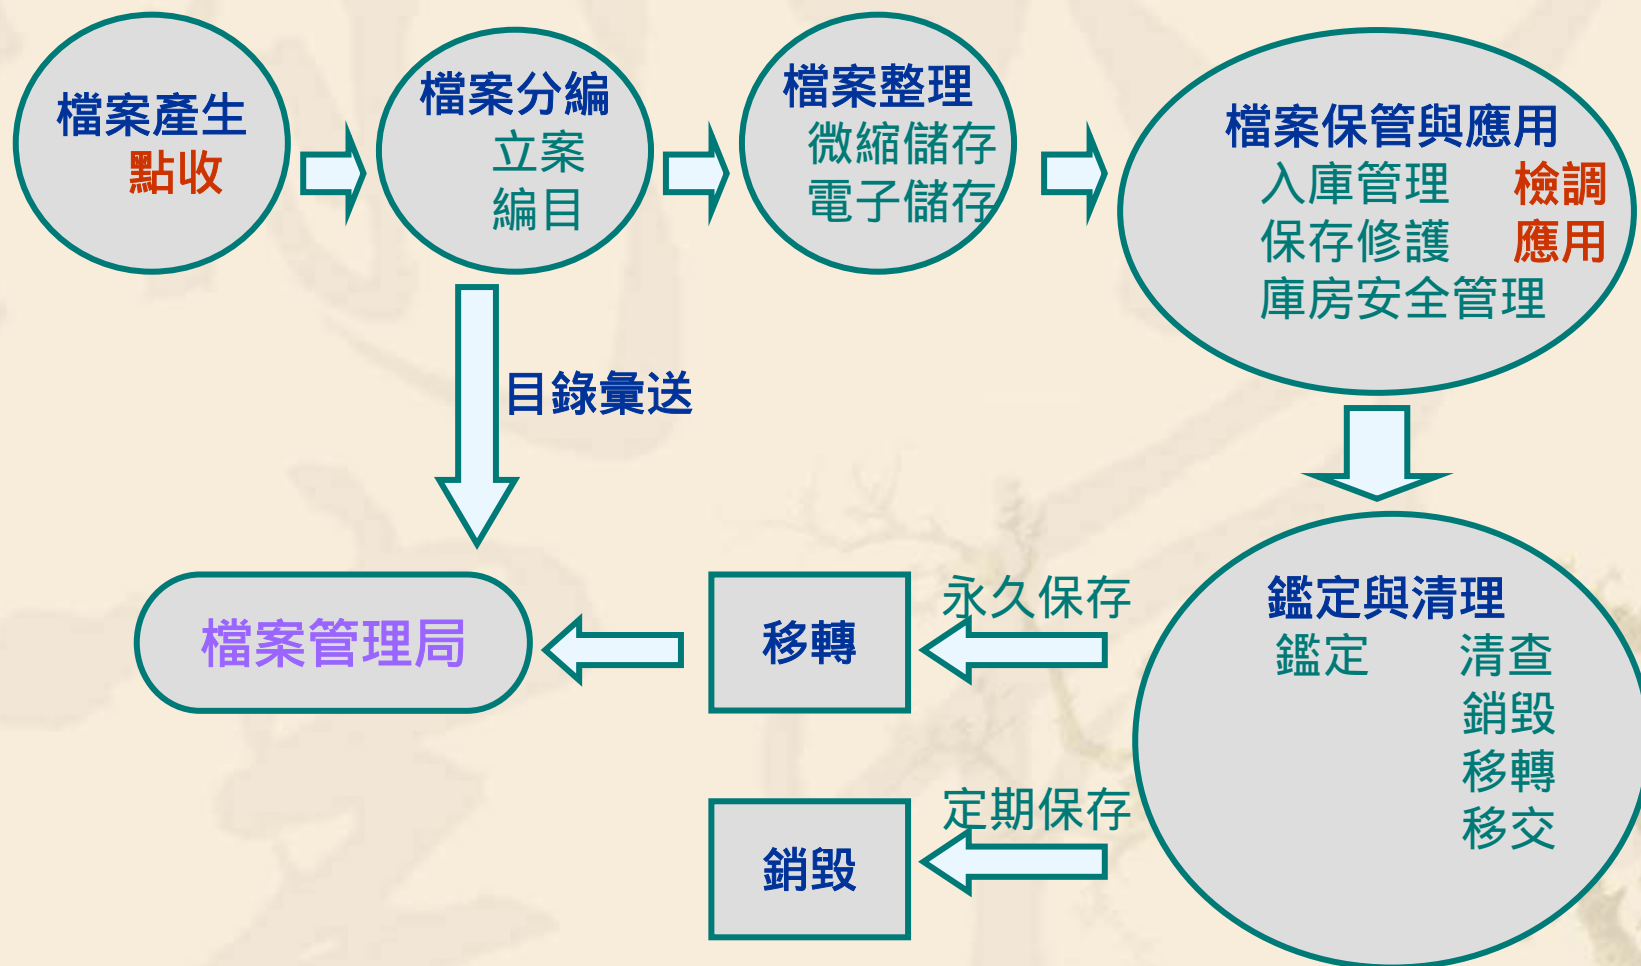 檔案產生
點收
檔案分編
立案
編目
檔案整理
微縮儲存
電子儲存
檔案保管與應用
入庫管理 檢調
保存修護 應用
庫房安全管理
目錄彙送
鑑定與清理
鑑定 清查
銷毀
移轉
移交
永久保存
移轉
檔案管理局
定期保存
銷毀